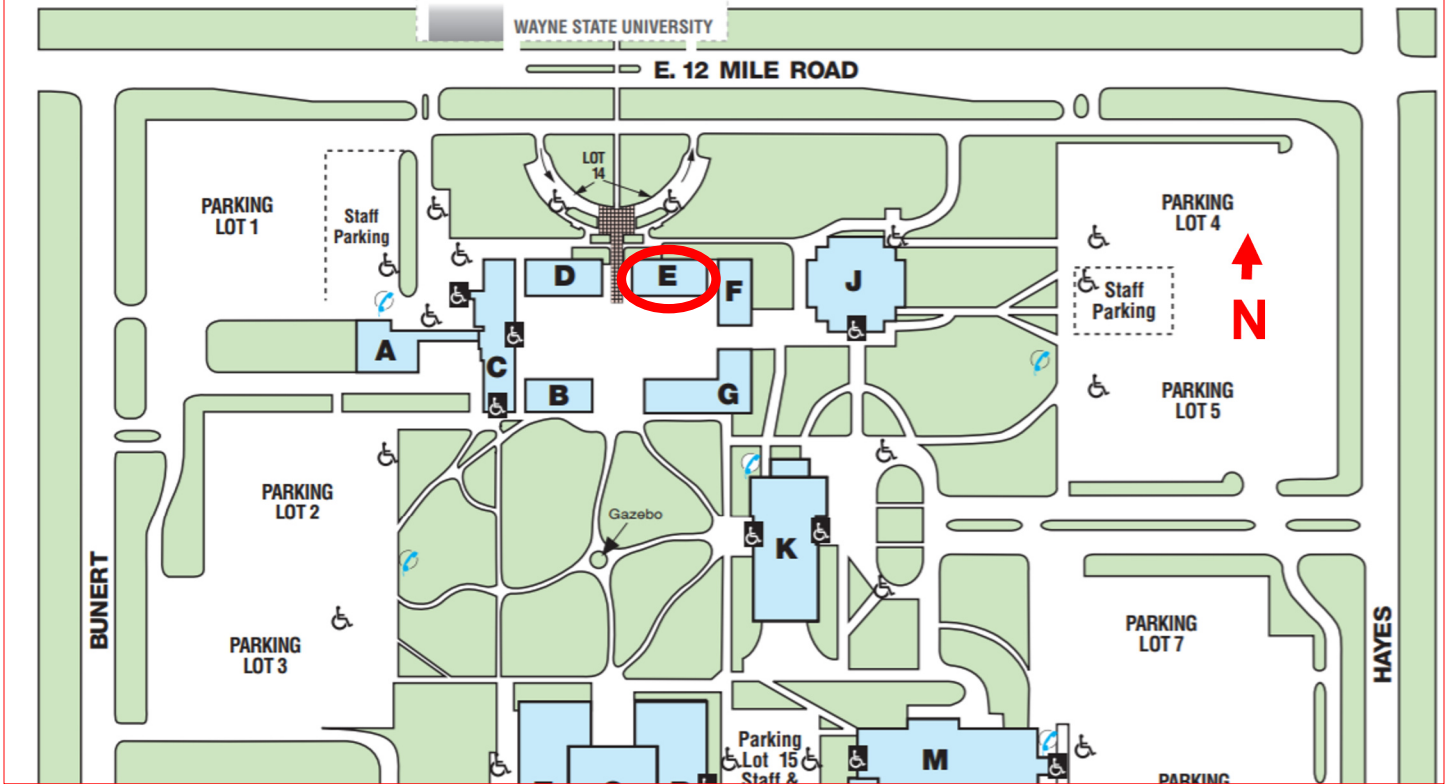 WAYNE STATE UNIVERSITY
E. 12 MILE ROAD
LOT
14
PARKING
LOT 1
Staff
Parking
PARKING
LOT 4
N
Staff
Parking
D
E
F
J
A
C
B
G
PARKING
LOT 5
PARKING
LOT 2
Gazebo
K
BUNERT
PARKING
LOT 3
PARKING
LOT 7
HAYES
Parking
Lot 15
Staff &
M
PARKING